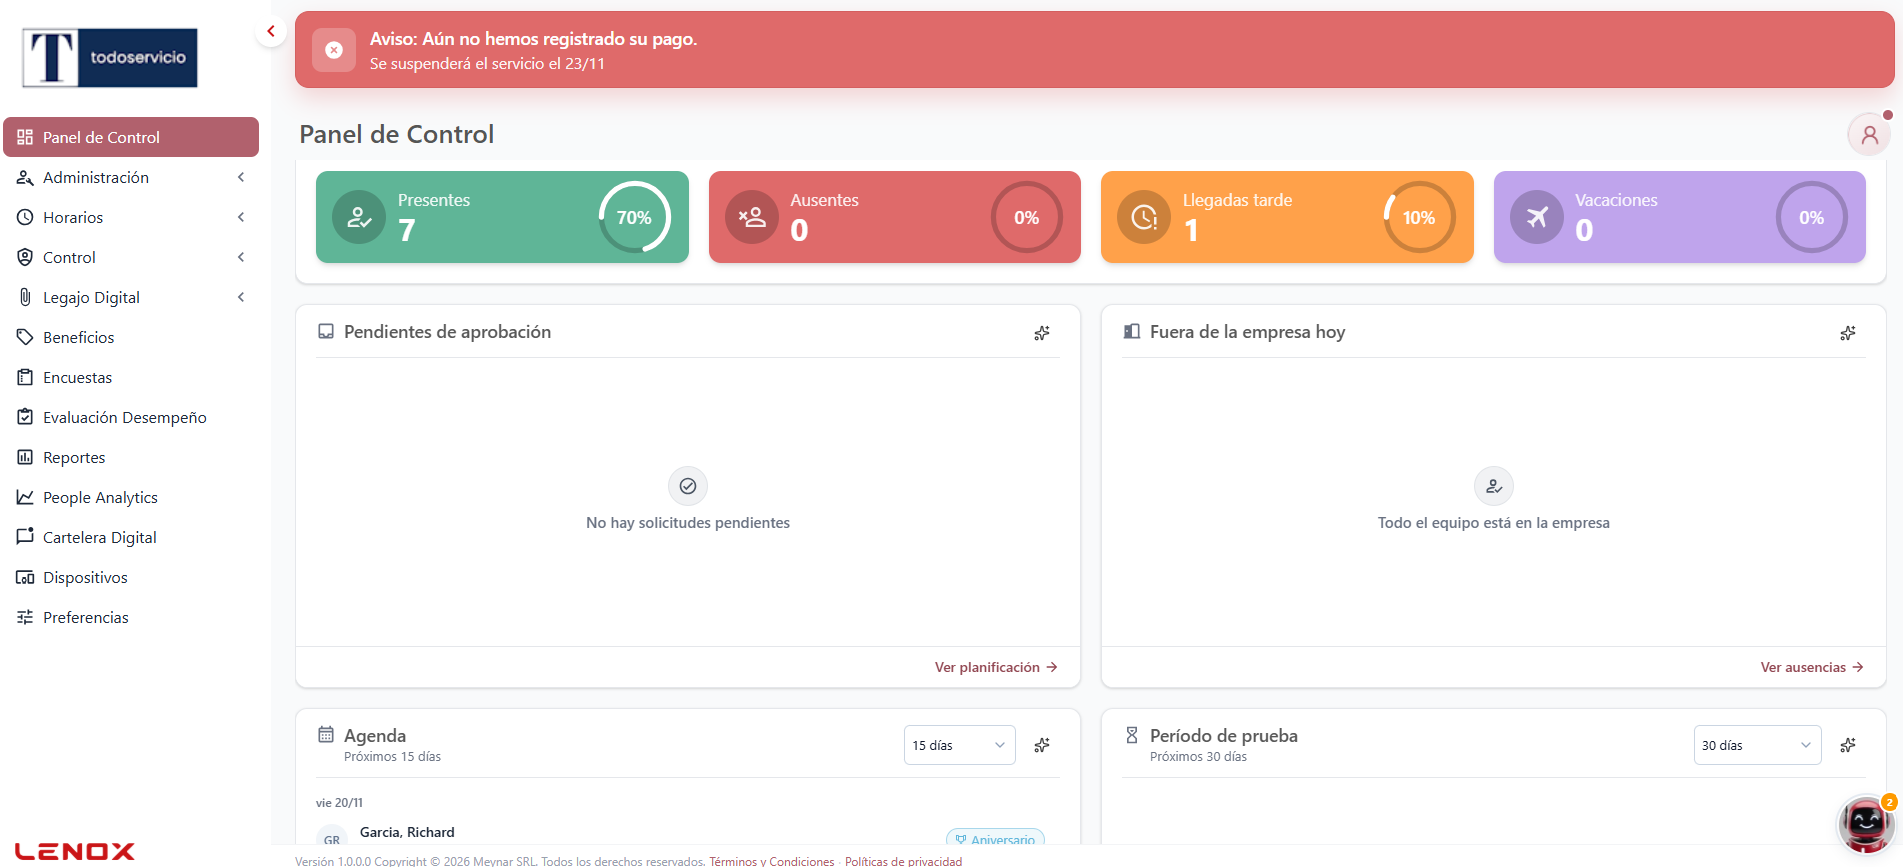 T todoservicio
Aviso: Aún no hemos registrado su pago.
Se suspenderá el servicio el 23/11
Panel de Control
Panel de Control
Administración
Horarios
Control
Legajo Digital
Beneficios
Encuestas
Evaluación Desempeño
Reportes
People Analytics
Cartelera Digital
Dispositivos
Preferencias
LENOX
Presentes
7
70%
Ausentes
0
0%
Llegadas tarde
1
10%
Vacaciones
0
0%
Pendientes de aprobación
No hay solicitudes pendientes
Ver planificación →
Fuera de la empresa hoy
Todo el equipo está en la empresa
Ver ausencias →
Agenda
Próximos 15 días
15 días
vie 20/11
GR
Garcia, Richard
Aniversario
Período de prueba
Próximos 30 días
30 días
2
Versión 1.0.0.0 Copyright © 2026 Meynar SRL. Todos los derechos reservados. Términos y Condiciones · Políticas de privacidad